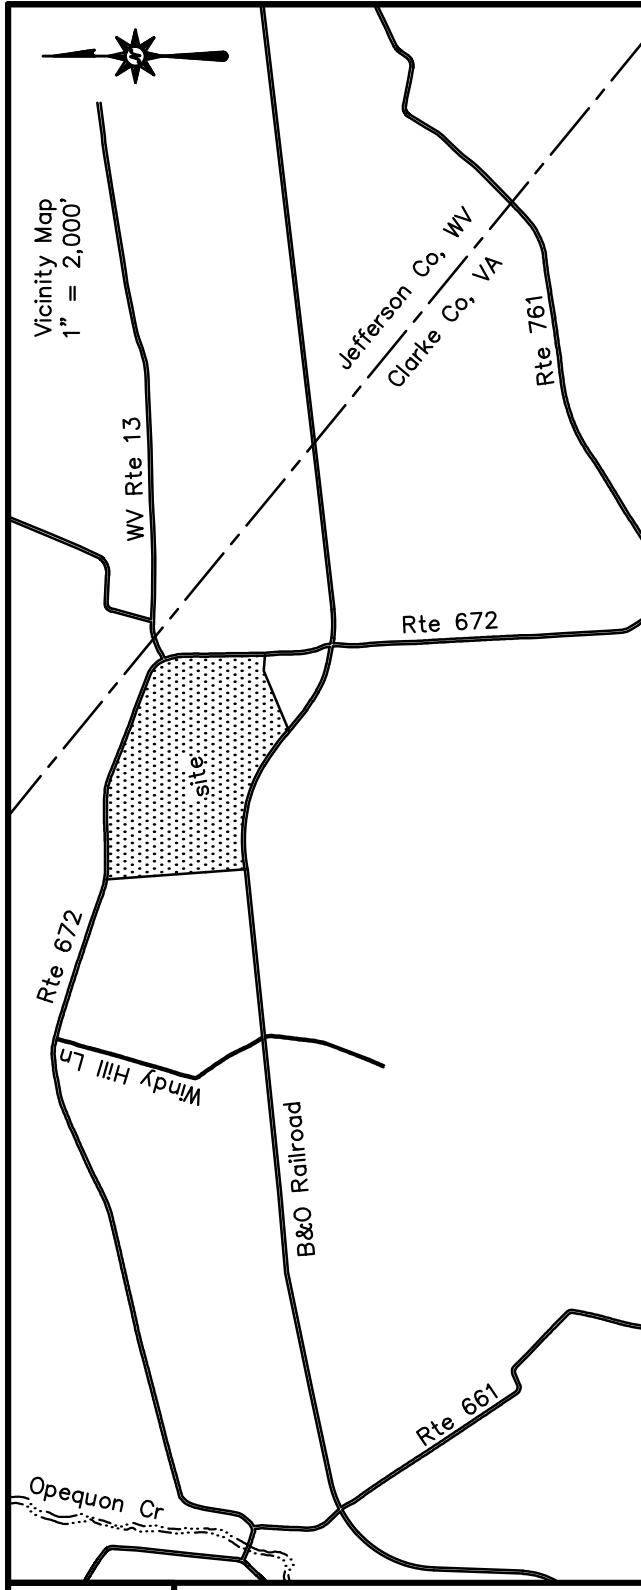 N
Vicinity Map
1" = 2,000'
WV Rte 13
Jefferson Co, WV
Clarke Co, VA
Rte 761
Rte 672
site
Rte 672
Windy Hill Ln
B&O Railroad
Rte 661
Opequon Cr